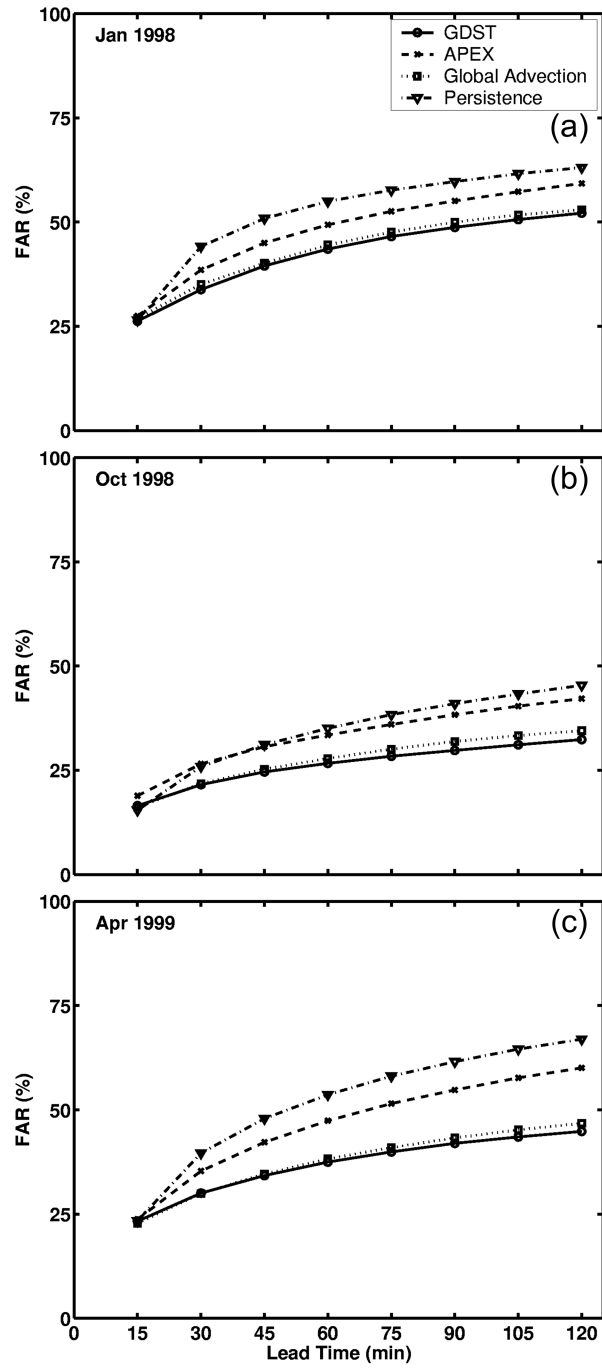 100
Jan 1998
GDST
APEX
Global Advection
Persistence
(a)
75
FAR (%)
50
25
0
100
Oct 1998
(b)
75
FAR (%)
50
25
0
100
Apr 1999
(c)
75
FAR (%)
50
25
0
0 15 30 45 60 75 90 105 120
Lead Time (min)